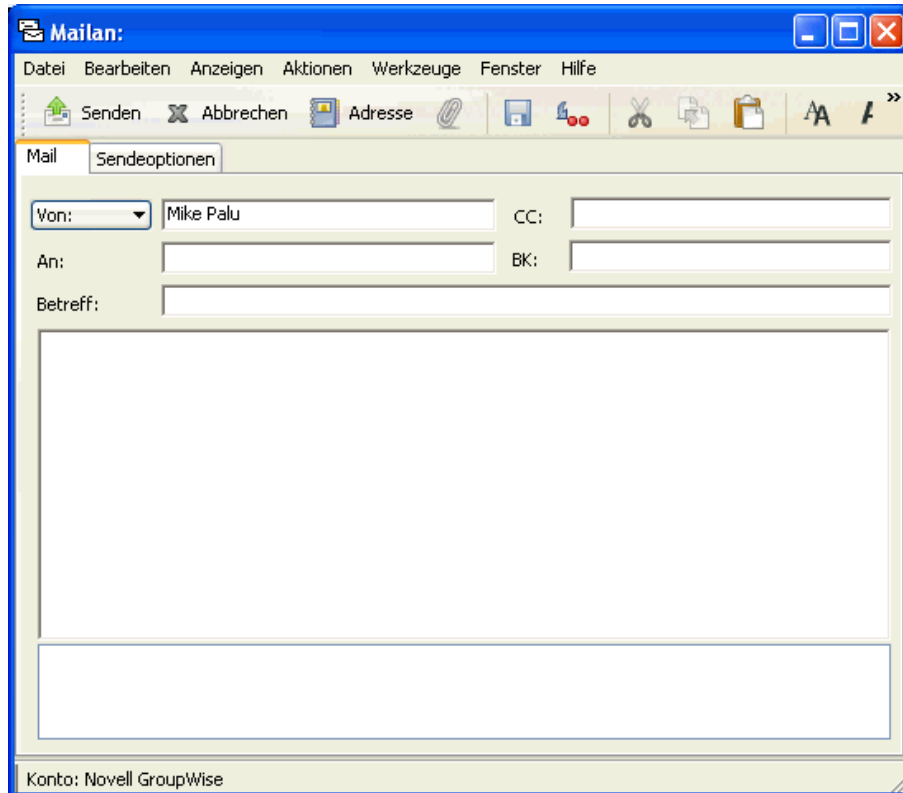 Mailan:
Datei Bearbeiten Anzeigen Aktionen Werkzeuge Fenster Hilfe
Senden Abbrechen Adresse
Mail Sendeoptionen
Von: Mike Palu CC:
An: BK:
Betreff:
Konto: Novell GroupWise